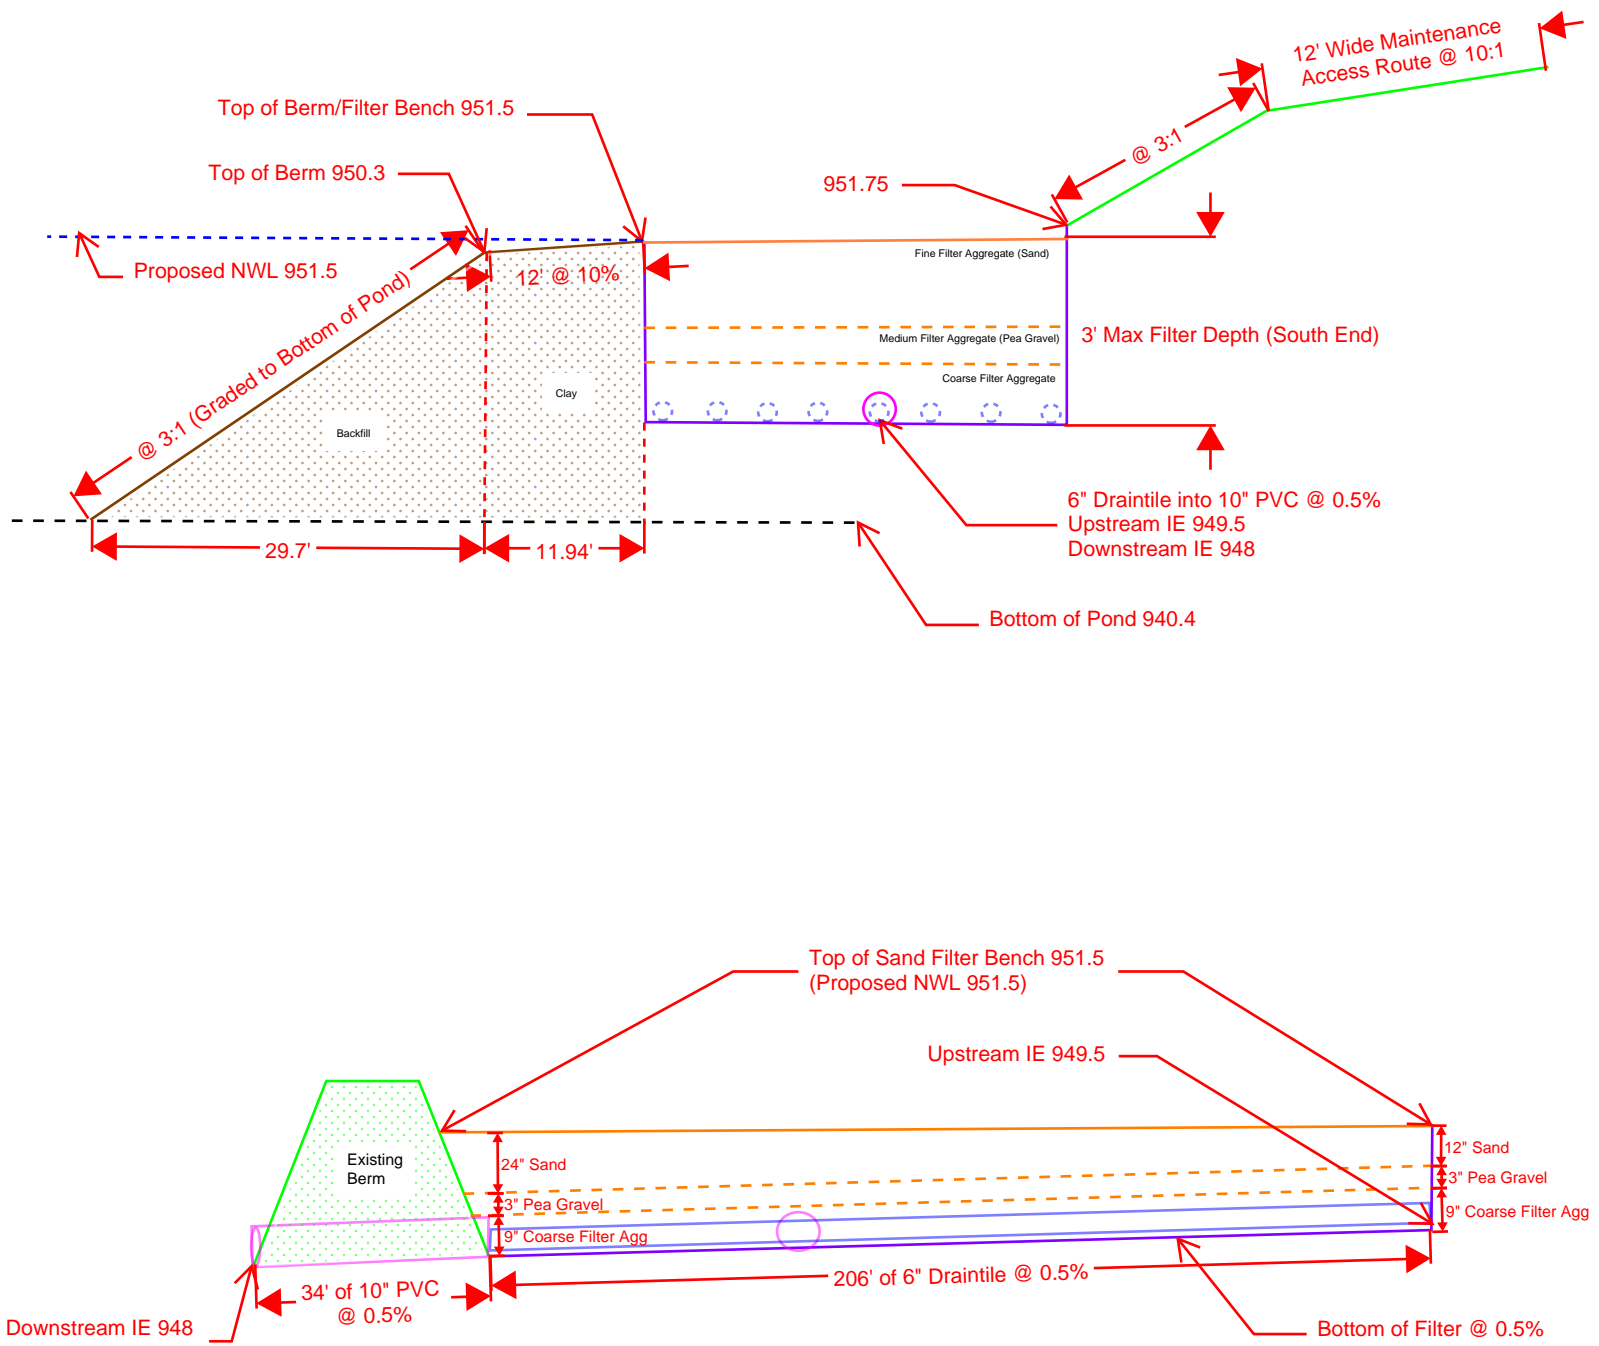 12' Wide Maintenance
Access Route @ 10:1
Top of Berm/Filter Bench 951.5
@ 3:1
Top of Berm 950.3
951.75
Proposed NWL 951.5
12' @ 10%
Fine Filter Aggregate (Sand)
@ 3:1 (Graded to Bottom of Pond)
Medium Filter Aggregate (Pea Gravel)
3' Max Filter Depth (South End)
Coarse Filter Aggregate
Clay
Backfill
6" Draintile into 10" PVC @ 0.5%
Upstream IE 949.5
Downstream IE 948
29.7'
11.94'
Bottom of Pond 940.4
Top of Sand Filter Bench 951.5
(Proposed NWL 951.5)
Upstream IE 949.5
Existing
Berm
24" Sand
3" Pea Gravel
9" Coarse Filter Agg
12" Sand
3" Pea Gravel
9" Coarse Filter Agg
34' of 10" PVC
@ 0.5%
206' of 6" Draintile @ 0.5%
Downstream IE 948
Bottom of Filter @ 0.5%